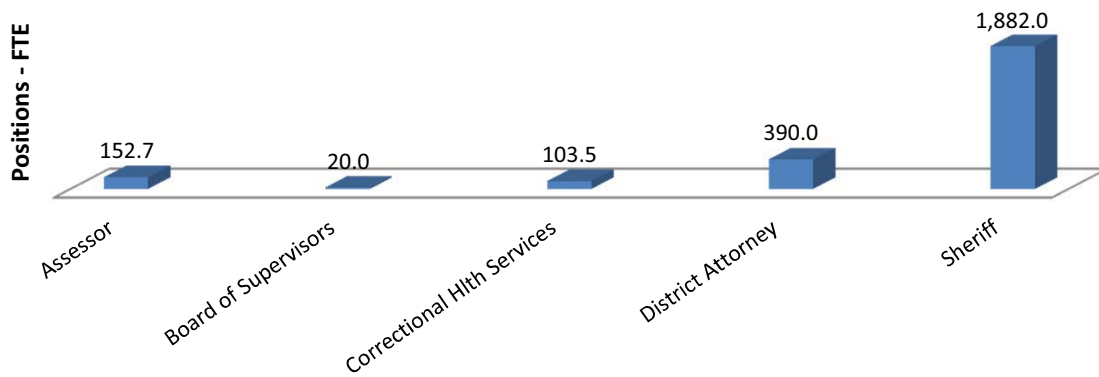 Positions - FTE
152.7
20.0
103.5
390.0
1,882.0
Assessor
Board of Supervisors
Correctional Hlth Services
District Attorney
Sheriff